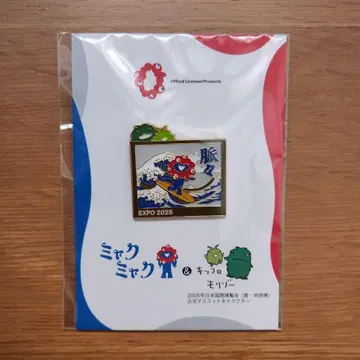 Official Licensed Products
脈々
EXPO 2025
ミャク
ミャク
&
キッコロ
モリゾー
2005年日本国際博覧会（愛・地球博）
公式マスコットキャラクター